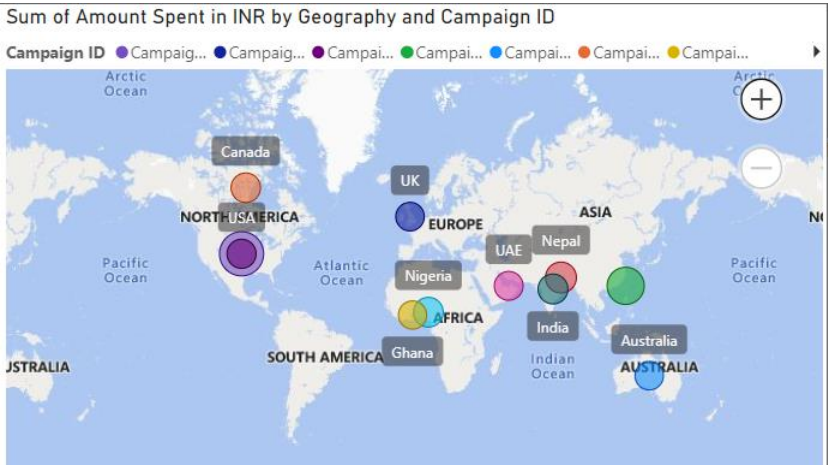 Sum of Amount Spent in INR by Geography and Campaign ID
Campaign ID Campaig... Campaig... Campai... Campai... Campai... Campai... Campai...
Arctic
Ocean
Arctic
Canada
UK
NORTH AMERICA
USA
EUROPE
ASIA
UAE
Nepal
Pacific
Ocean
Atlantic
Ocean
Nigeria
Pacific
Ocean
AFRICA
India
Ghana
SOUTH AMERICA
Indian
Ocean
Australia
AUSTRALIA
USTRALIA